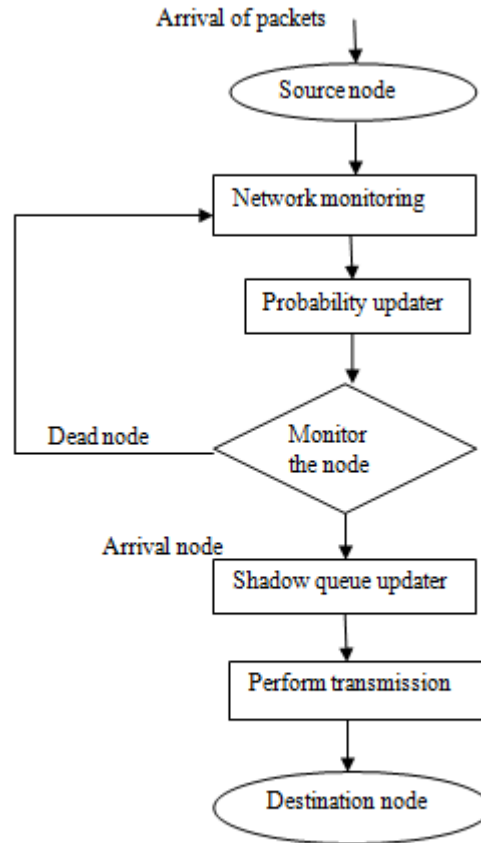 Arrival of packets
Source node
Network monitoring
Probability updater
Dead node
Monitor
the node
Arrival node
Shadow queue updater
Perform transmission
Destination node